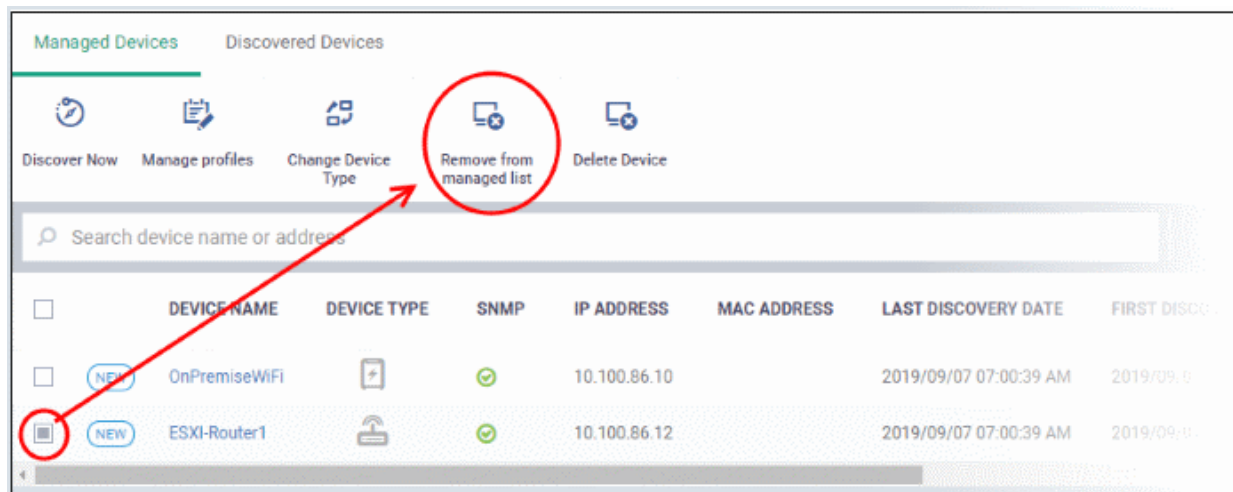 Managed Devices Discovered Devices
Discover Now Manage profiles Change Device Type Remove from managed list Delete Device
Search device name or address
DEVICE NAME DEVICE TYPE SNMP IP ADDRESS MAC ADDRESS LAST DISCOVERY DATE FIRST
NEW OnPremiseWiFi 10.100.86.10 2019/09/07 07:00:39 AM
NEW ESXI-Router1 10.100.86.12 2019/09/07 07:00:39 AM